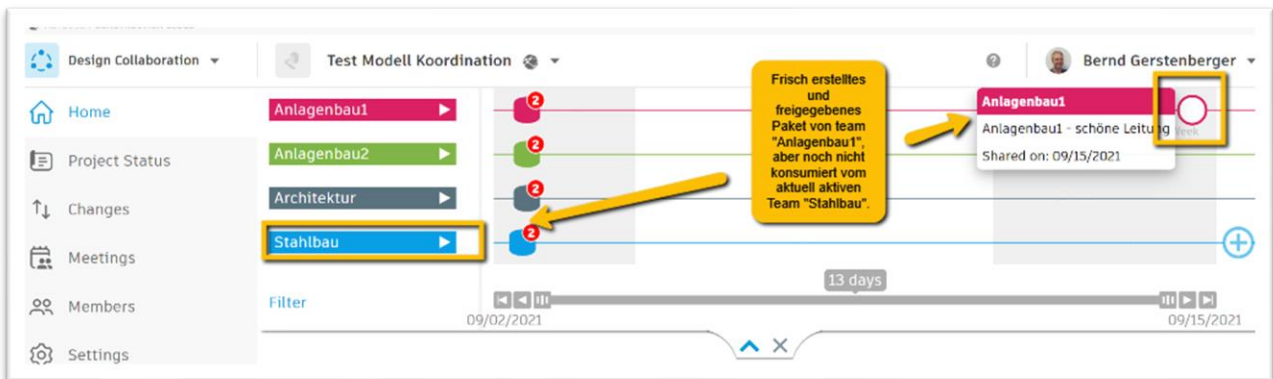 Design Collaboration
Test Modell Koordination
Bernd Gerstenberger
Home
Project Status
Changes
Meetings
Members
Settings
Anlagenbau1
Anlagenbau2
Architektur
Stahlbau
Filter
2
2
2
2
Frisch erstelltes
und
freigegebenes
Paket von team
"Anlagenbau1",
aber noch nicht
konsumiert vom
aktuell aktiven
Team "Stahlbau".
Anlagenbau1
Anlagenbau1 - schöne Leitung
Shared on: 09/15/2021
13 days
09/02/2021
09/15/2021